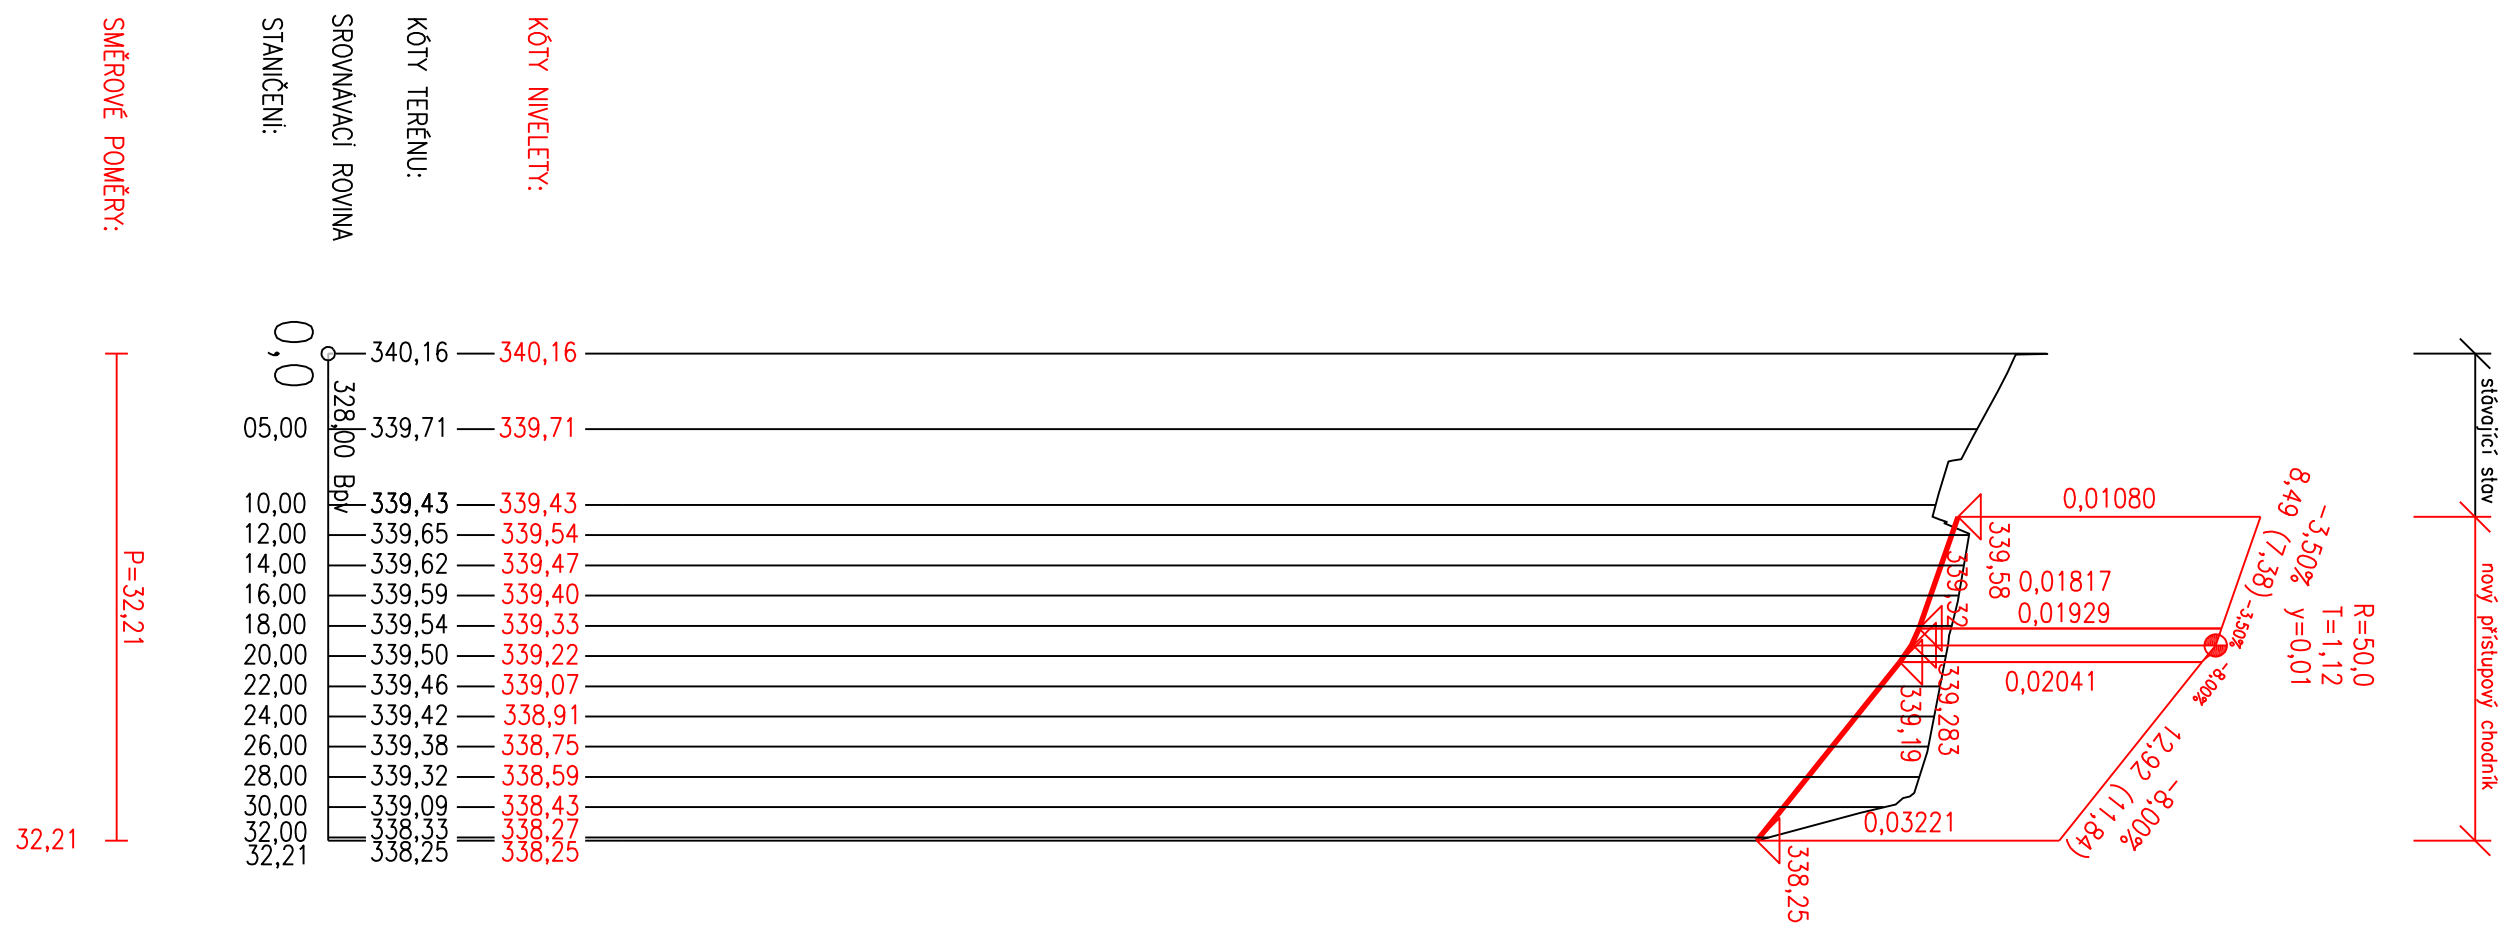 KÓTY NIVELETY:
KÓTY TERÉNU:
SROVNÁVACÍ ROVINA
STANIČENÍ:
SMĚROVÉ POMĚRY:
stávající stáv
nový přístupový chodník
R=50,0
T=1,12
y=0,01
-3,50%
8,49 (7,38)
-3,50%
-8,00%
12,92 (11,84)
-8,00%
0,01080
0,01817
0,01929
0,02041
0,03221
339,58
339,32
339,283
339,19
338,25
0,0
328,00 Bpv
340,16 340,16
05,00 339,71 339,71
10,00 339,43 339,43
12,00 339,65 339,54
14,00 339,62 339,47
16,00 339,59 339,40
18,00 339,54 339,33
20,00 339,50 339,22
22,00 339,46 339,07
24,00 339,42 338,91
26,00 339,38 338,75
28,00 339,32 338,59
30,00 339,09 338,43
32,00 338,33 338,27
32,21 338,25 338,25
P=32,21
32,21